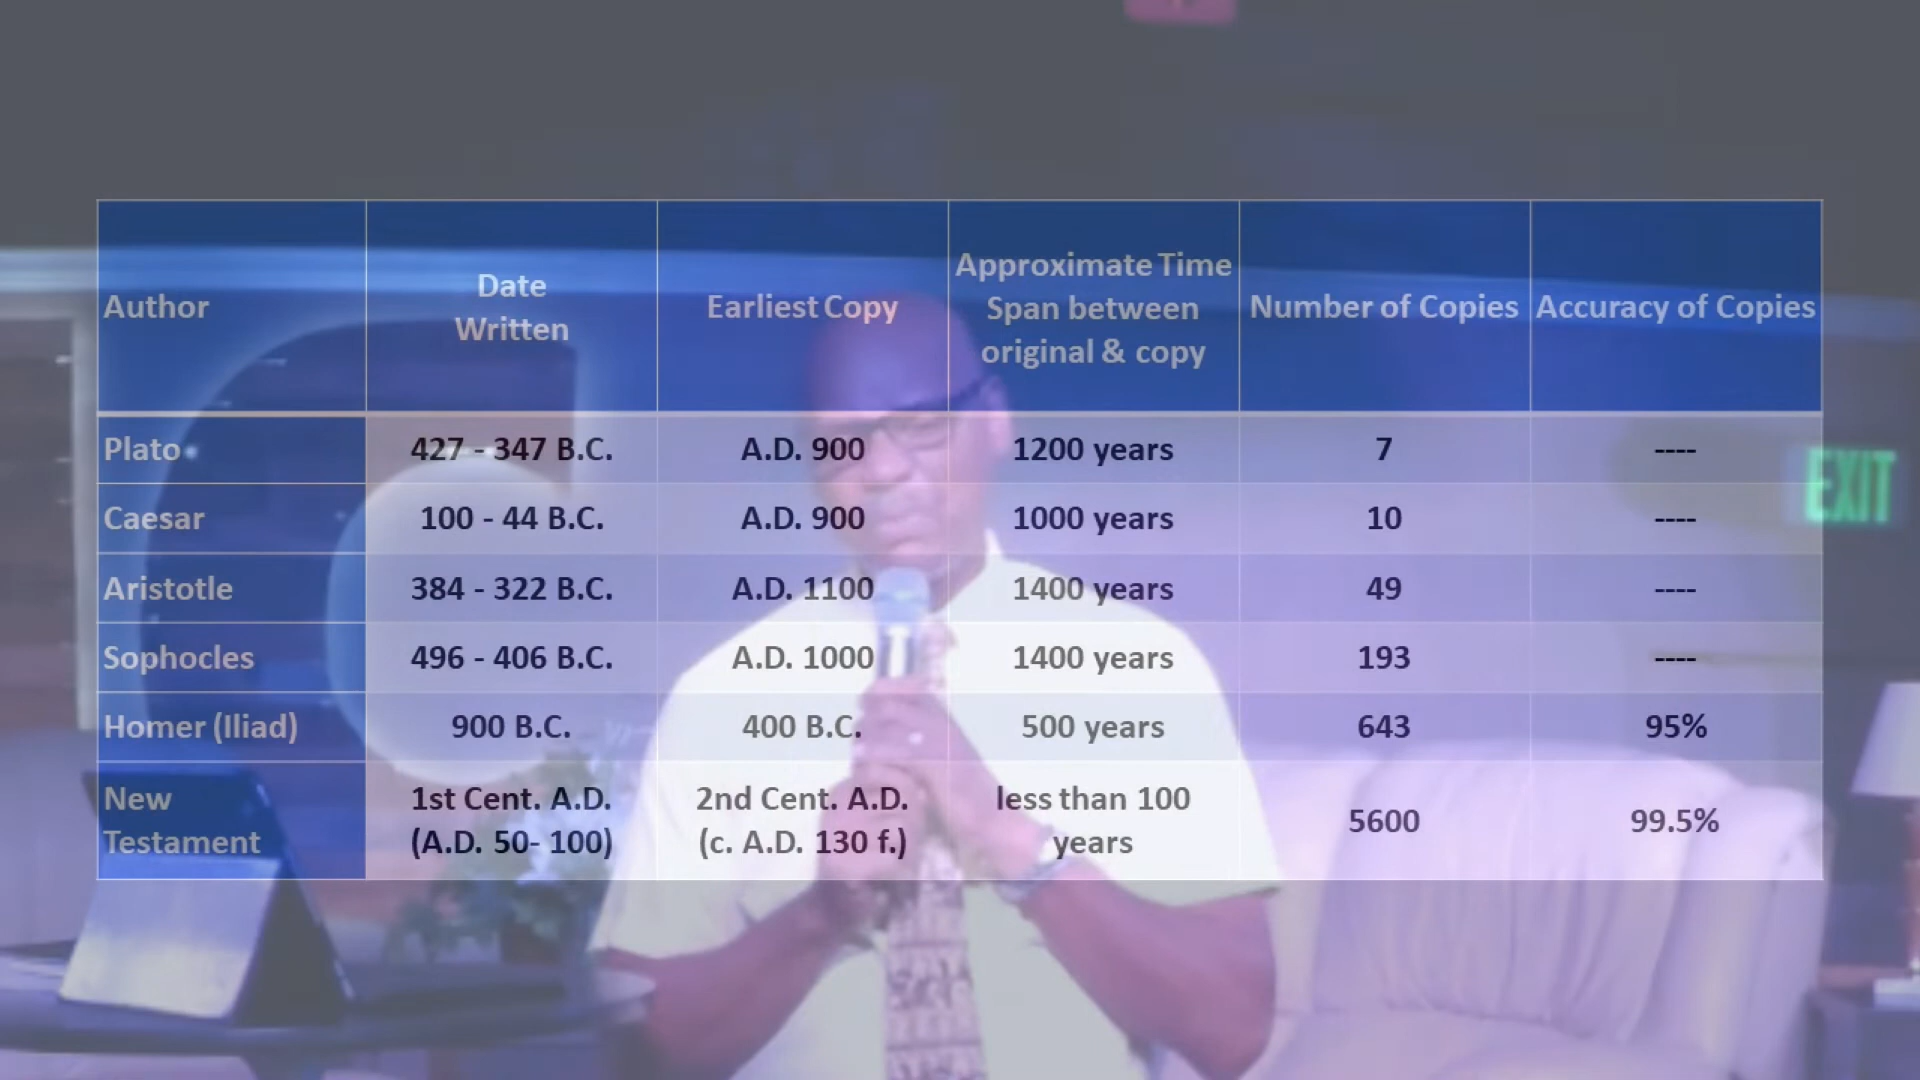 Author
Date
Written
Earliest Copy
Approximate Time
Span between
original & copy
Number of Copies
Accuracy of Copies
Plato
427 - 347 B.C.
A.D. 900
1200 years
7
----
Caesar
100 - 44 B.C.
A.D. 900
1000 years
10
----
Aristotle
384 - 322 B.C.
A.D. 1100
1400 years
49
----
Sophocles
496 - 406 B.C.
A.D. 1000
1400 years
193
----
Homer (Iliad)
900 B.C.
400 B.C.
500 years
643
95%
New
Testament
1st Cent. A.D.
(A.D. 50- 100)
2nd Cent. A.D.
(c. A.D. 130 f.)
less than 100
years
5600
99.5%
EXIT